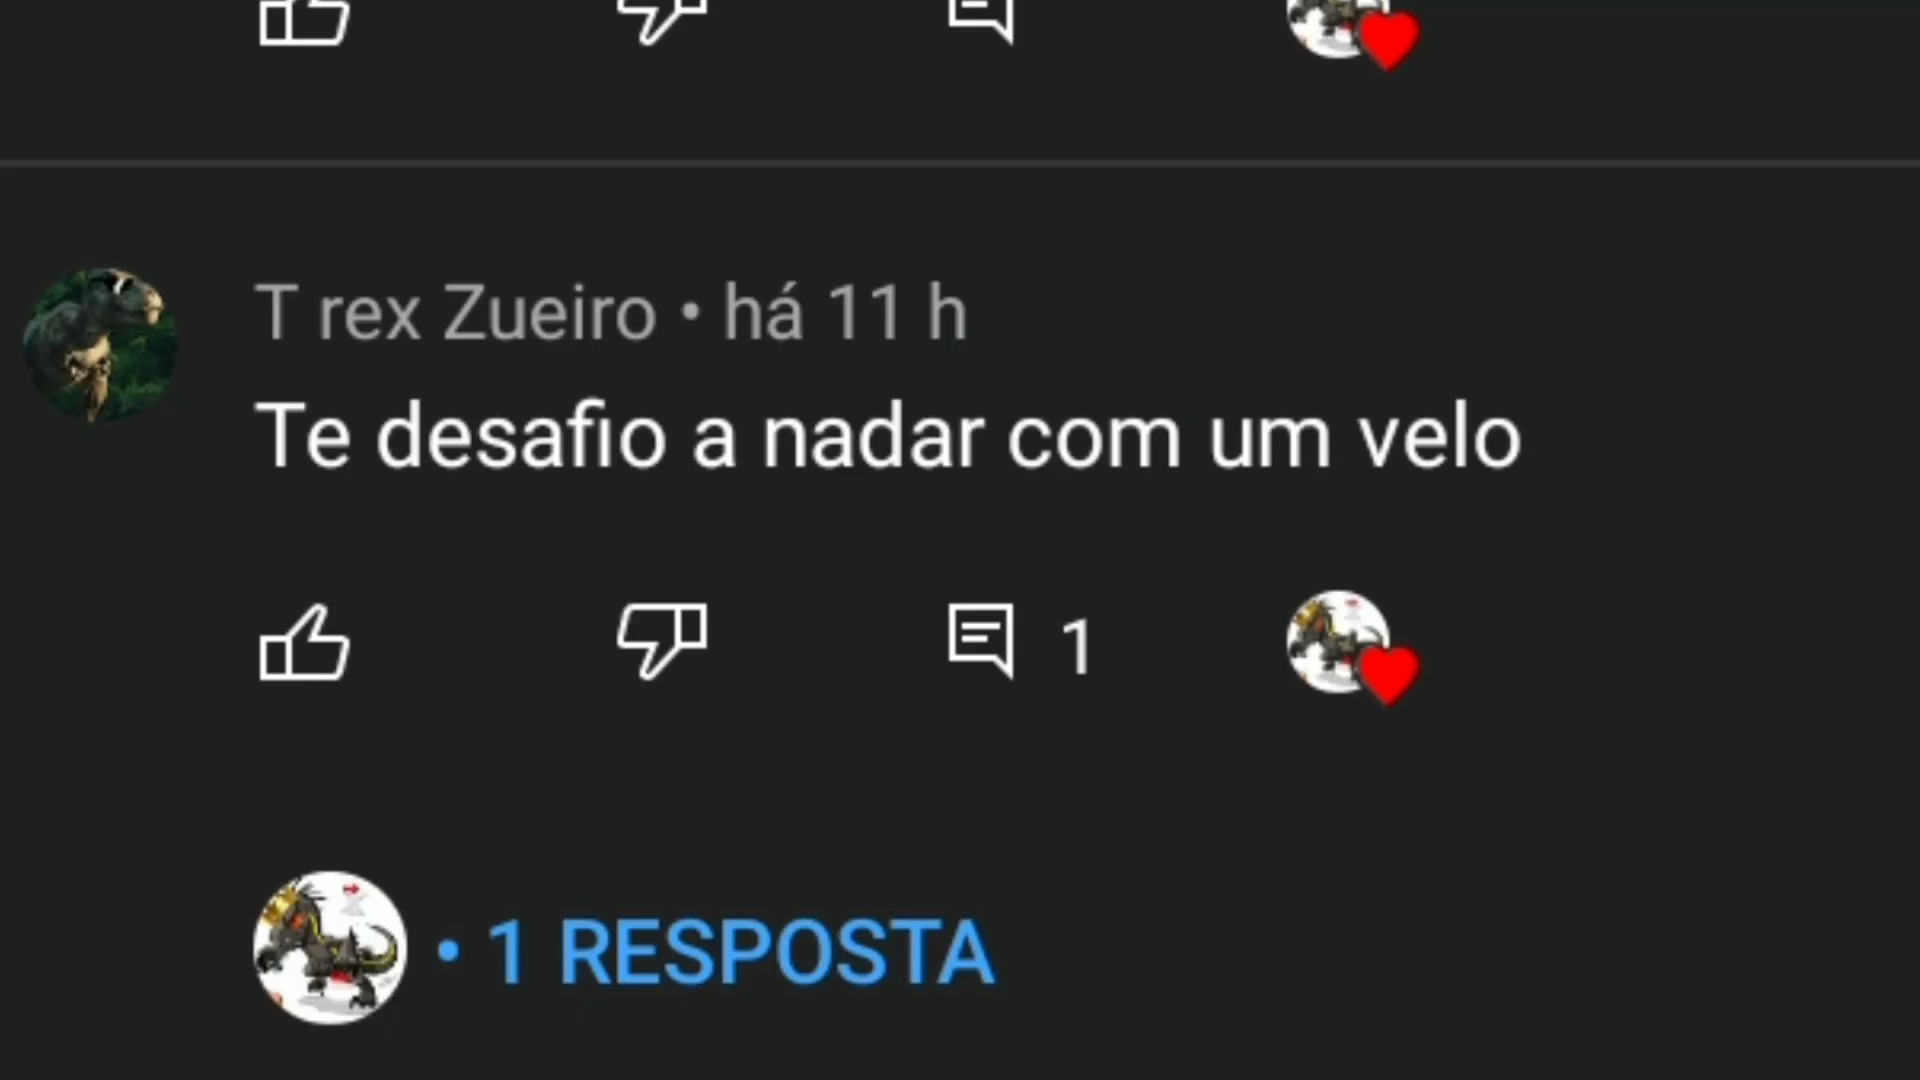 T rex Zueiro • há 11 h
Te desafio a nadar com um velo
1
• 1 RESPOSTA